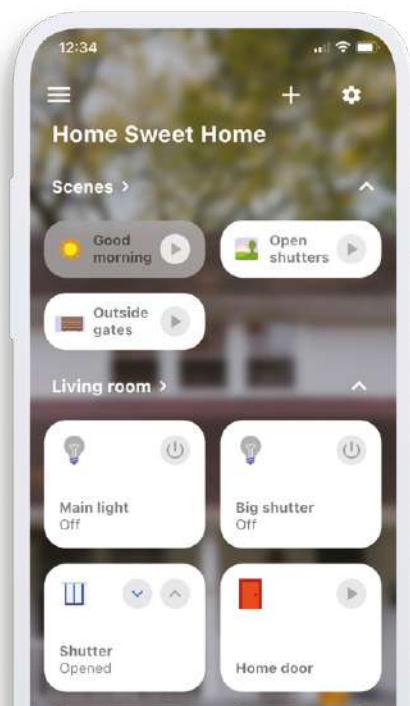 12:34
Home Sweet Home
Scenes >
Good
morning
Open
shutters
Outside
gates
Living room >
Main light
Off
Big shutter
Off
Shutter
Opened
Home door